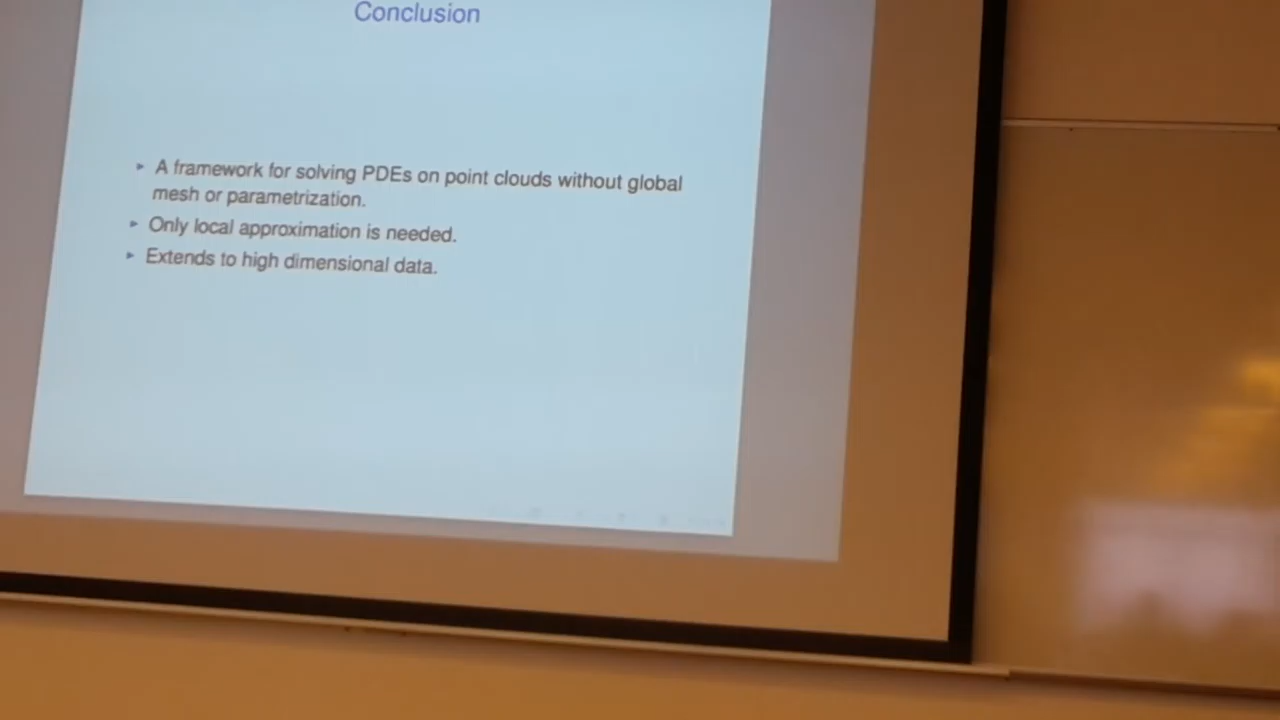 Conclusion
▸ A framework for solving PDEs on point clouds without global
mesh or parametrization.
▸ Only local approximation is needed.
▸ Extends to high dimensional data.